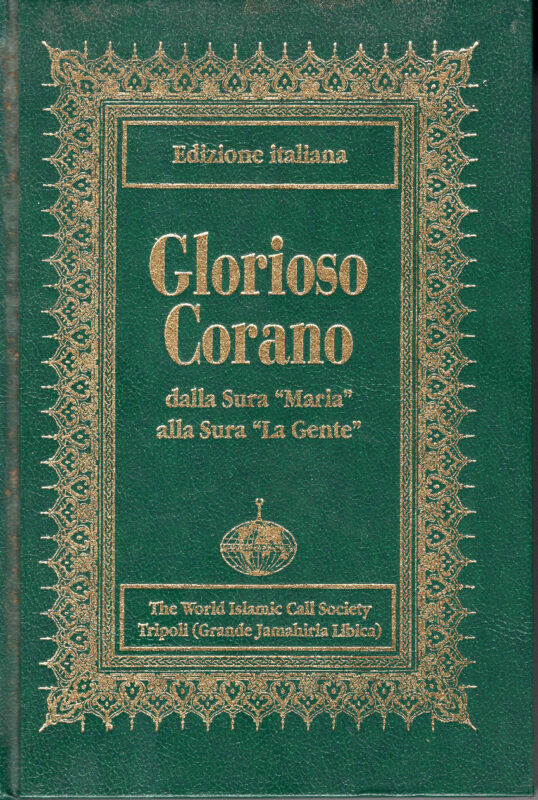 Edizione italiana
Glorioso
Corano
dalla Sura “Maria”
alla Sura “La Gente”
The World Islamic Call Society
Tripoli (Grande Jamahiria Libica)